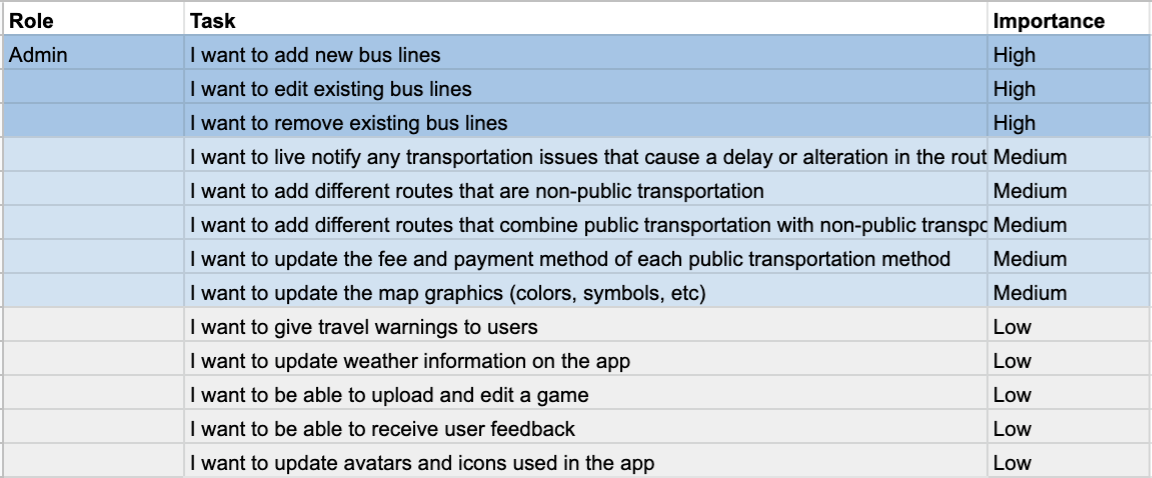 Role Task Importance
Admin I want to add new bus lines High
I want to edit existing bus lines High
I want to remove existing bus lines High
I want to live notify any transportation issues that cause a delay or alteration in the rout Medium
I want to add different routes that are non-public transportation Medium
I want to add different routes that combine public transportation with non-public transpo Medium
I want to update the fee and payment method of each public transportation method Medium
I want to update the map graphics (colors, symbols, etc) Medium
I want to give travel warnings to users Low
I want to update weather information on the app Low
I want to be able to upload and edit a game Low
I want to be able to receive user feedback Low
I want to update avatars and icons used in the app Low